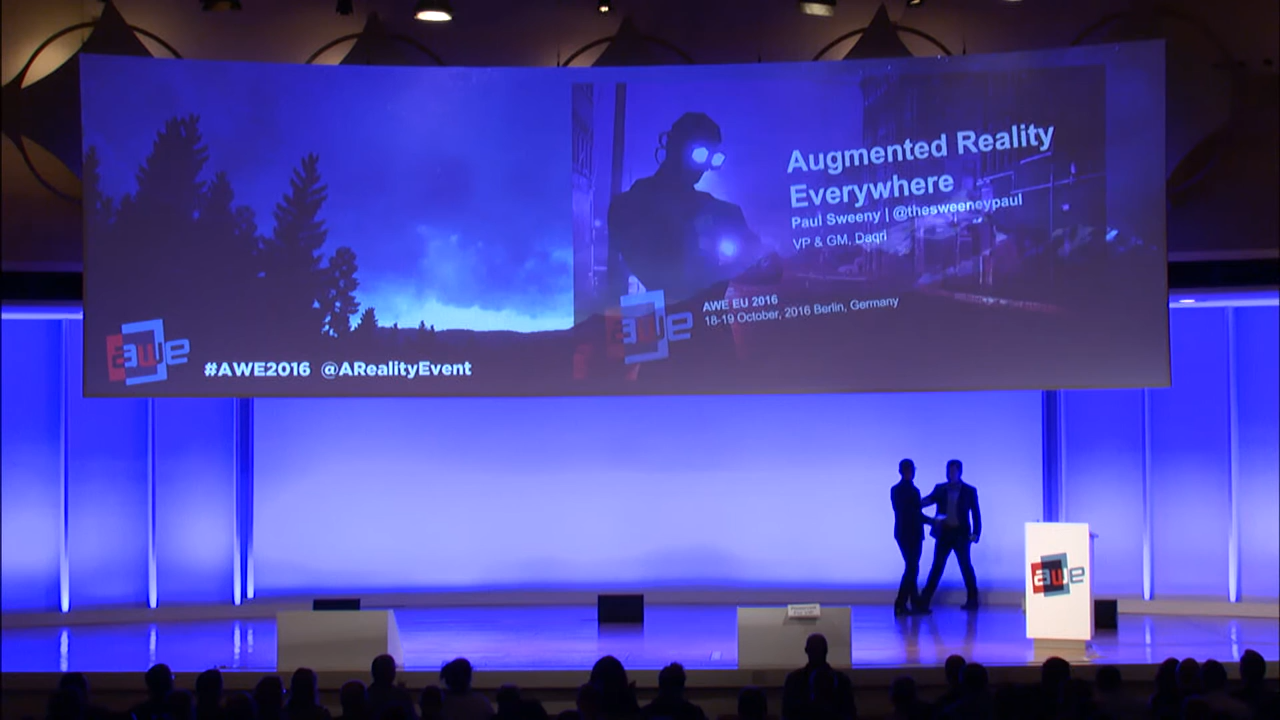 Augmented Reality
Everywhere
Paul Sweeny | @thesweeneypaul
VP & GM, Daqri
AWE EU 2016
18-19 October, 2016 Berlin, Germany
awe
awe
#AWE2016 @ARealityEvent
awe